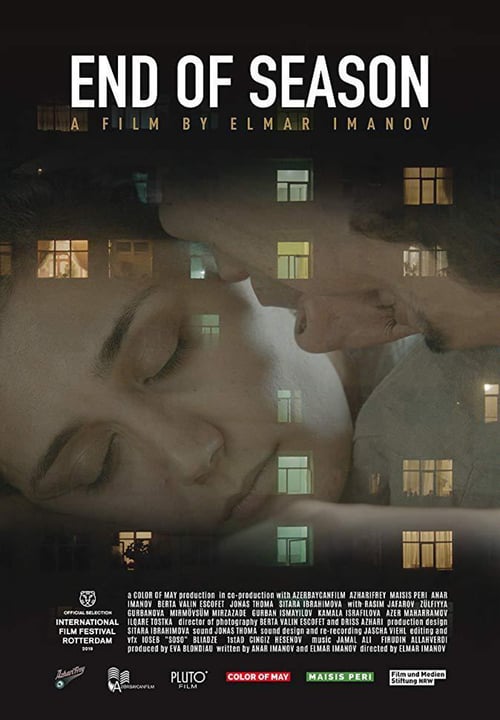 END OF SEASON
A FILM BY ELMAR IMANOV
a COLOR OF MAY production in co-production with AZERBAYCANFILM AZHARIFREY MAISIS PERI ANAR
IMANOV BERTA VALIN ESCOFET JONAS THOMA SITARA IBRAHIMOVA with RASIM JAFAROV ZÜLFIYYA
GURBANOVA MIRMÖVSÜM MIRZAZADE GURBAN ISMAYILOV KAMALA ISRAFILOVA AZER MAHARRAMOV
ILQARE TOSTKA director of photography BERTA VALIN ESCOFET and DRISS AZHARI production design
SITARA IBRAHIMOVA sound JONAS THOMA sound design and re-recording JASCHA VIEHL editing and
vfx IOSEB "SOSO" BLIADZE 1stAD CINGIZ RESENOV music JAMAL ALI FIRUDIN ALLAHVERDI
produced by EVA BLONDIAU written by ANAR IMANOV and ELMAR IMANOV directed by ELMAR IMANOV
OFFICIAL SELECTION
INTERNATIONAL
FILM FESTIVAL
ROTTERDAM
2019
AzharFrey
AZƏRBAYCANFILM
PLUTO
FILM
COLOR OF MAY
MAISIS PERI
Film und Medien
Stiftung NRW